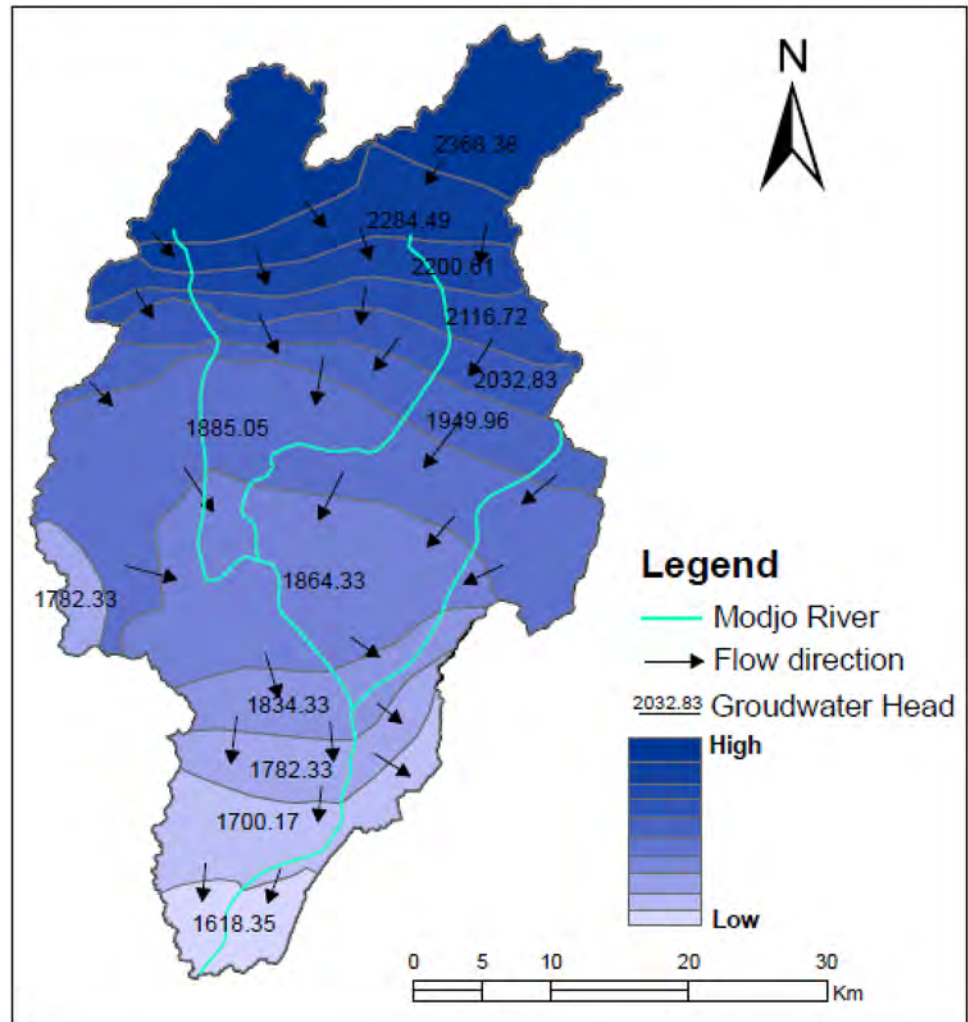 N
2368.38
2284.49
2200.61
2116.72
2032.83
1949.96
1885.05
1864.33
1782.33
1834.33
1782.33
1700.17
1618.35
Legend
Modjo River
Flow direction
2032.83 Groudwater Head
High
Low
0 5 10 20 30
Km